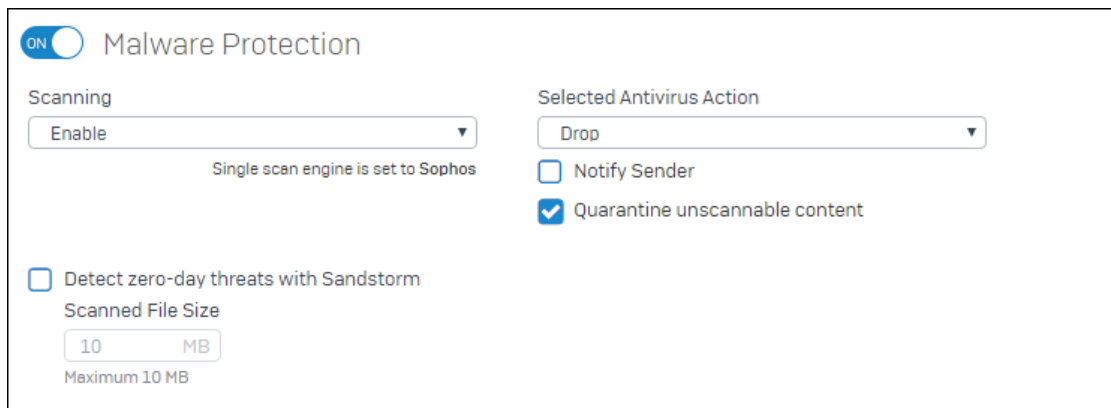 ON Malware Protection
Scanning
Enable
Single scan engine is set to Sophos
Selected Antivirus Action
Drop
Notify Sender
Quarantine unscannable content
Detect zero-day threats with Sandstorm
Scanned File Size
10 MB
Maximum 10 MB